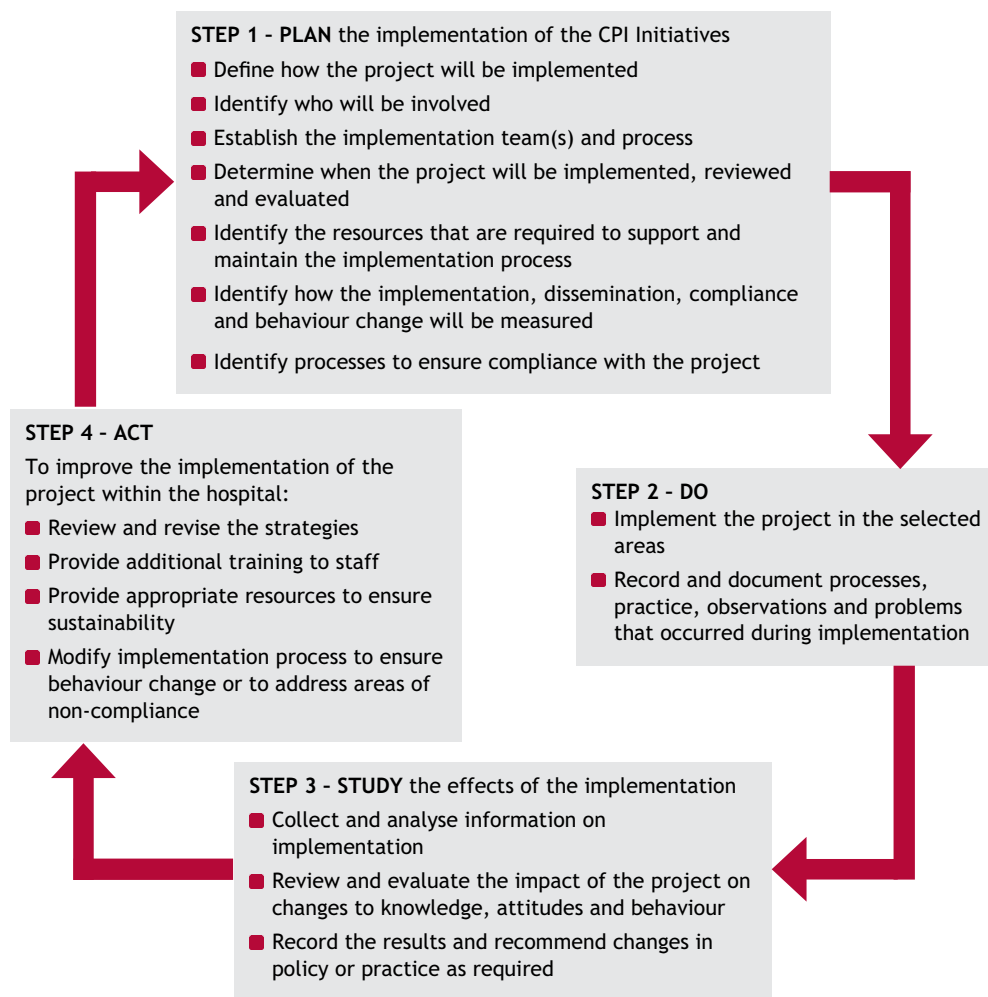 STEP 1 – PLAN the implementation of the CPI Initiatives
Define how the project will be implemented
Identify who will be involved
Establish the implementation team(s) and process
Determine when the project will be implemented, reviewed
and evaluated
Identify the resources that are required to support and
maintain the implementation process
Identify how the implementation, dissemination, compliance
and behaviour change will be measured
Identify processes to ensure compliance with the project
STEP 2 – DO
Implement the project in the selected
areas
Record and document processes,
practice, observations and problems
that occurred during implementation
STEP 3 – STUDY the effects of the implementation
Collect and analyse information on
implementation
Review and evaluate the impact of the project on
changes to knowledge, attitudes and behaviour
Record the results and recommend changes in
policy or practice as required
STEP 4 – ACT
To improve the implementation of the
project within the hospital:
Review and revise the strategies
Provide additional training to staff
Provide appropriate resources to ensure
sustainability
Modify implementation process to ensure
behaviour change or to address areas of
non-compliance